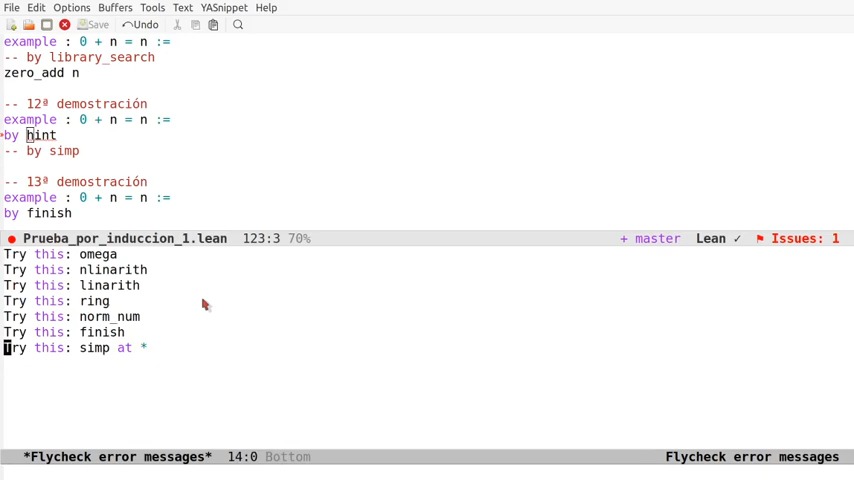 File Edit Options Buffers Tools Text YASnippet Help
Save Undo
example : 0 + n = n :=
-- by library_search
zero_add n
-- 12ª demostración
example : 0 + n = n :=
by hint
-- by simp
-- 13ª demostración
example : 0 + n = n :=
by finish
Prueba_por_induccion_1.lean 123:3 70% + master Lean ✓ Issues: 1
Try this: omega
Try this: nlinarith
Try this: linarith
Try this: ring
Try this: norm_num
Try this: finish
Try this: simp at *
*Flycheck error messages* 14:0 Bottom Flycheck error messages